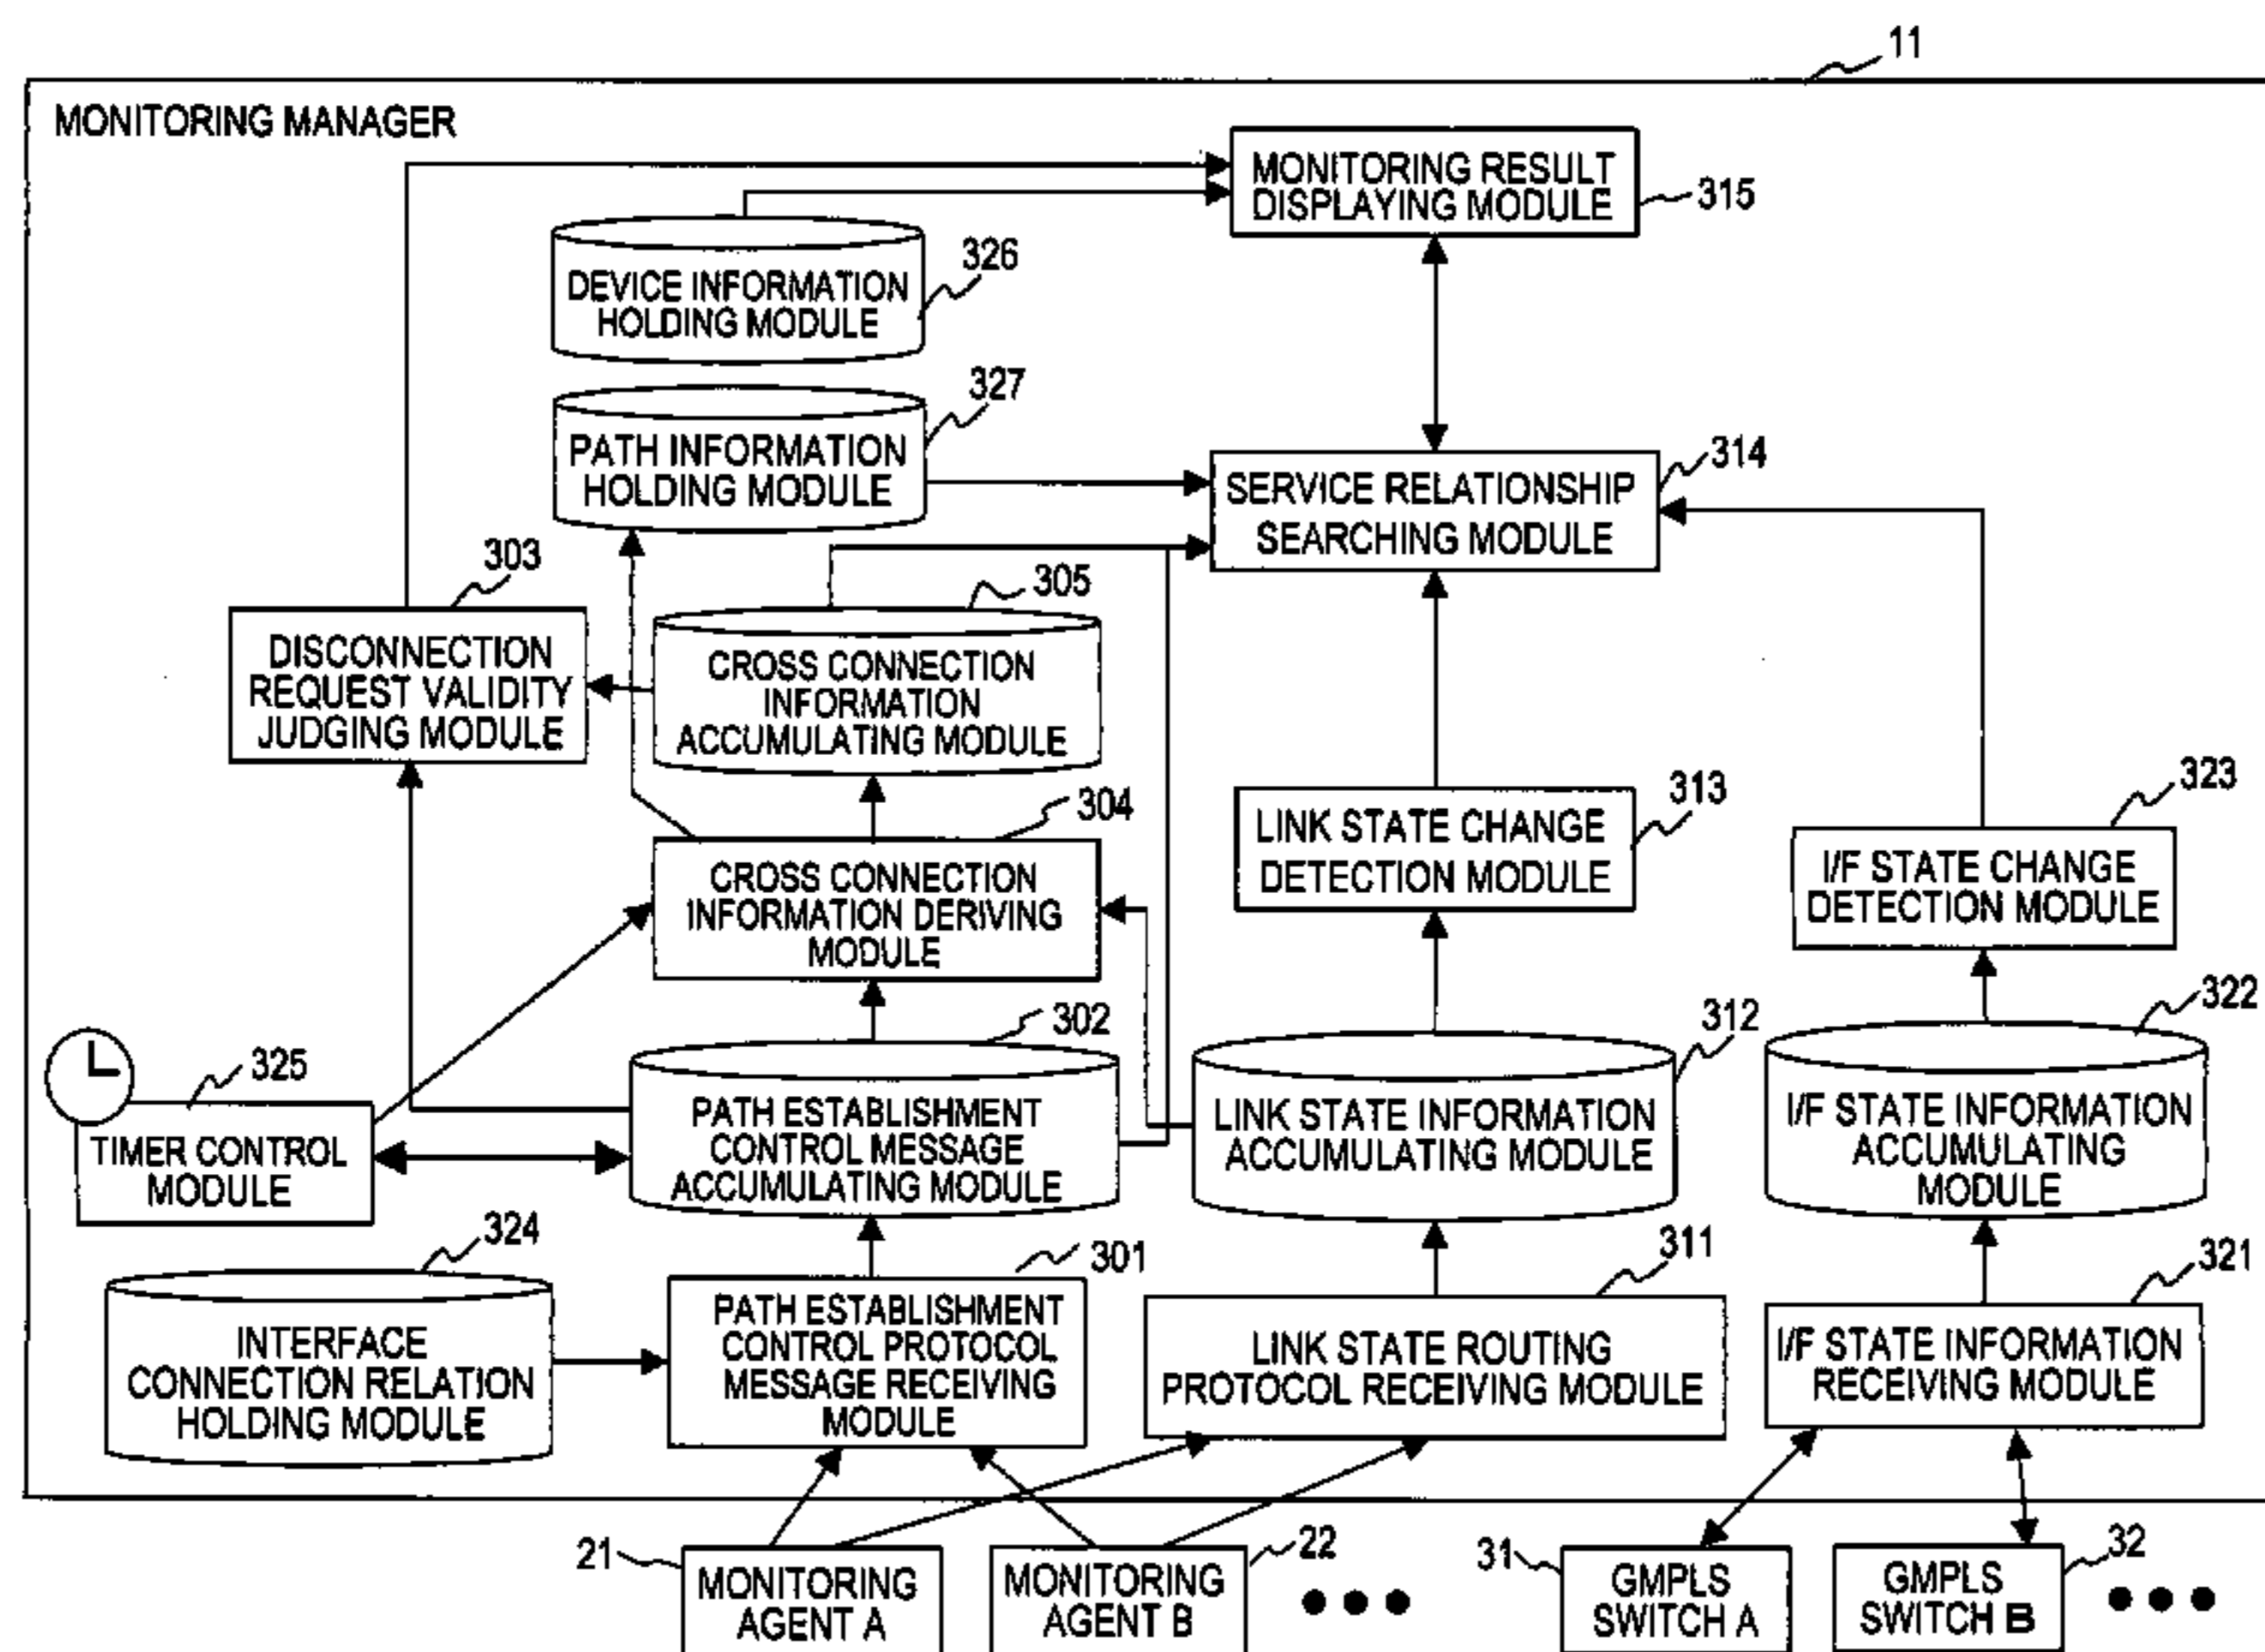 11
MONITORING MANAGER
MONITORING RESULT
DISPLAYING MODULE
315
DEVICE INFORMATION
HOLDING MODULE
326
PATH INFORMATION
HOLDING MODULE
327
SERVICE RELATIONSHIP
SEARCHING MODULE
314
303
DISCONNECTION
REQUEST VALIDITY
JUDGING MODULE
305
CROSS CONNECTION
INFORMATION
ACCUMULATING MODULE
304
CROSS CONNECTION
INFORMATION DERIVING
MODULE
313
LINK STATE CHANGE
DETECTION MODULE
323
I/F STATE CHANGE
DETECTION MODULE
325
TIMER CONTROL
MODULE
302
PATH ESTABLISHMENT
CONTROL MESSAGE
ACCUMULATING MODULE
312
LINK STATE INFORMATION
ACCUMULATING MODULE
322
I/F STATE INFORMATION
ACCUMULATING
MODULE
324
INTERFACE
CONNECTION RELATION
HOLDING MODULE
301
PATH ESTABLISHMENT
CONTROL PROTOCOL
MESSAGE RECEIVING
MODULE
311
LINK STATE ROUTING
PROTOCOL RECEIVING MODULE
321
I/F STATE INFORMATION
RECEIVING MODULE
21
MONITORING
AGENT A
22
MONITORING
AGENT B
31
GMPLS
SWITCH A
32
GMPLS
SWITCH B